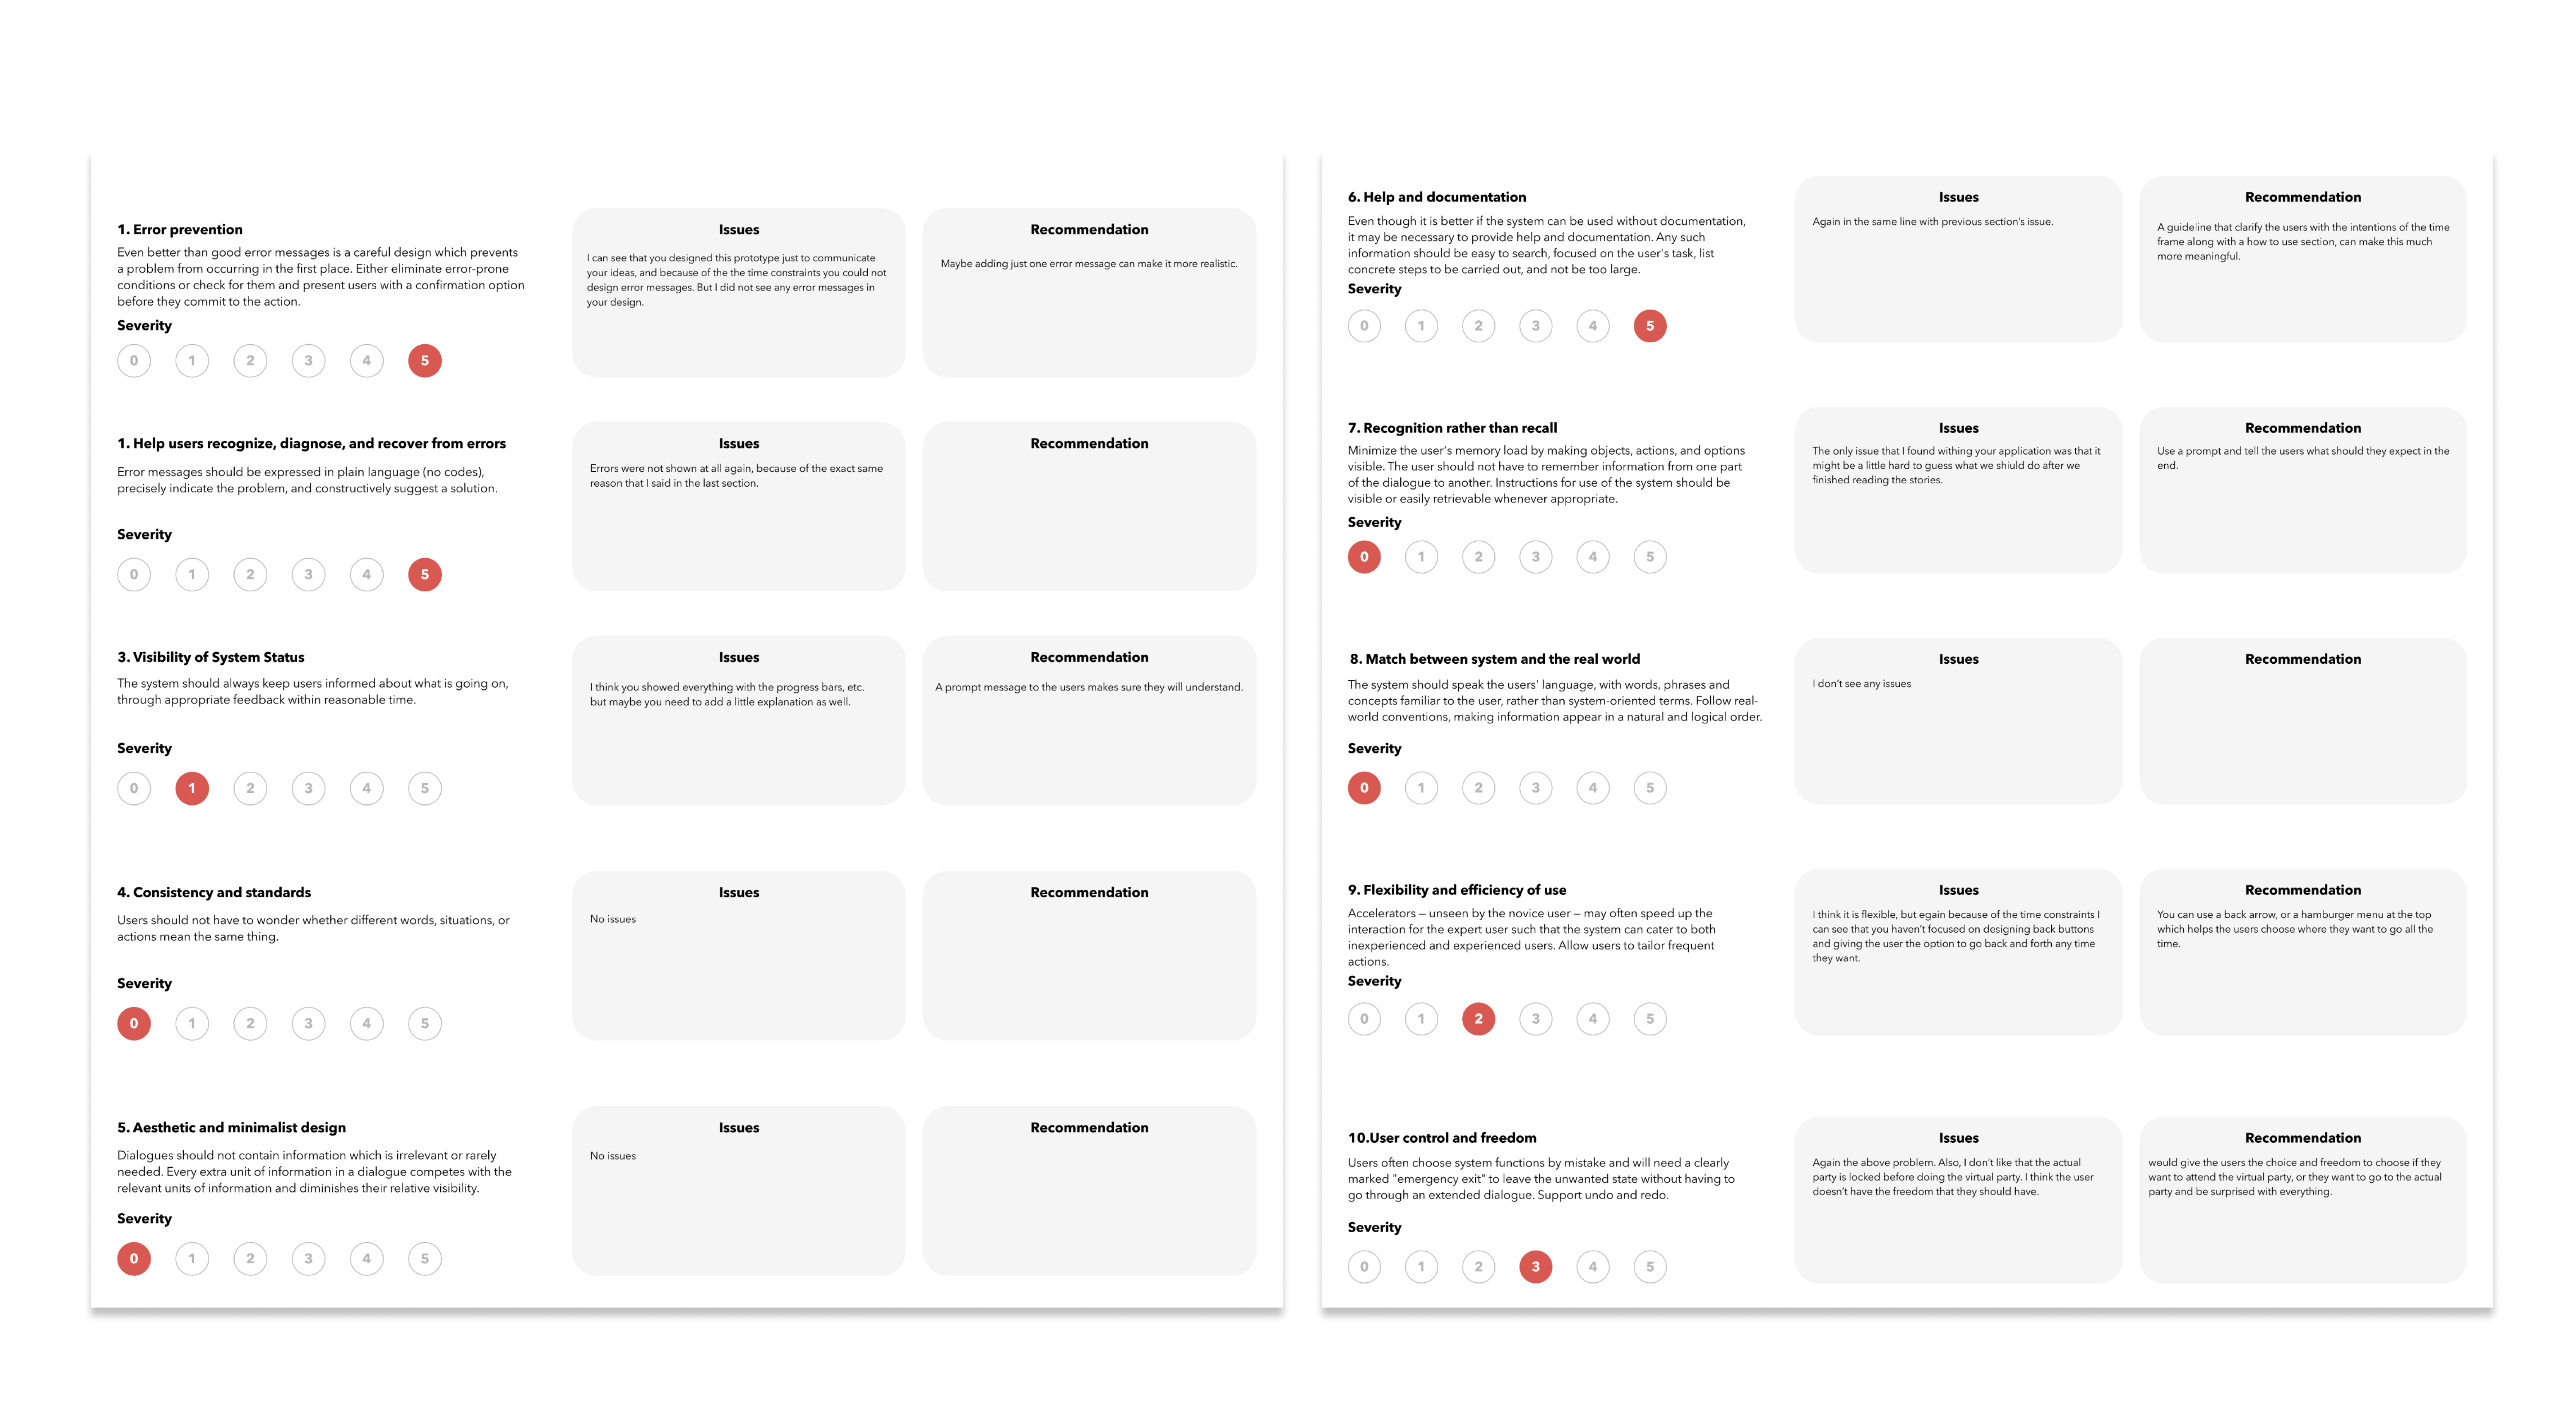 1. Error prevention
Even better than good error messages is a careful design which prevents
a problem from occurring in the first place. Either eliminate error-prone
conditions or check for them and present users with a confirmation option
before they commit to the action.
Severity
0 1 2 3 4 5
Issues
I can see that you designed this prototype just to communicate
your ideas, and because of the the time constraints you could not
design error messages. But I did not see any error messages in
your design.
Recommendation
Maybe adding just one error message can make it more realistic.
1. Help users recognize, diagnose, and recover from errors
Error messages should be expressed in plain language (no codes),
precisely indicate the problem, and constructively suggest a solution.
Severity
0 1 2 3 4 5
Issues
Errors were not shown at all again, because of the exact same
reason that I said in the last section.
Recommendation
3. Visibility of System Status
The system should always keep users informed about what is going on,
through appropriate feedback within reasonable time.
Severity
0 1 2 3 4 5
Issues
I think you showed everything with the progress bars, etc.
but maybe you need to add a little explanation as well.
Recommendation
A prompt message to the users makes sure they will understand.
4. Consistency and standards
Users should not have to wonder whether different words, situations, or
actions mean the same thing.
Severity
0 1 2 3 4 5
Issues
No issues
Recommendation
5. Aesthetic and minimalist design
Dialogues should not contain information which is irrelevant or rarely
needed. Every extra unit of information in a dialogue competes with the
relevant units of information and diminishes their relative visibility.
Severity
0 1 2 3 4 5
Issues
No issues
Recommendation
6. Help and documentation
Even though it is better if the system can be used without documentation,
it may be necessary to provide help and documentation. Any such
information should be easy to search, focused on the user's task, list
concrete steps to be carried out, and not be too large.
Severity
0 1 2 3 4 5
Issues
Again in the same line with previous section's issue.
Recommendation
A guideline that clarify the users with the intentions of the time
frame along with a how to use section, can make this much
more meaningful.
7. Recognition rather than recall
Minimize the user's memory load by making objects, actions, and options
visible. The user should not have to remember information from one part
of the dialogue to another. Instructions for use of the system should be
visible or easily retrievable whenever appropriate.
Severity
0 1 2 3 4 5
Issues
The only issue that I found withing your application was that it
might be a little hard to guess what we shiuld do after we
finished reading the stories.
Recommendation
Use a prompt and tell the users what should they expect in the
end.
8. Match between system and the real world
The system should speak the users' language, with words, phrases and
concepts familiar to the user, rather than system-oriented terms. Follow real-
world conventions, making information appear in a natural and logical order.
Severity
0 1 2 3 4 5
Issues
I don't see any issues
Recommendation
9. Flexibility and efficiency of use
Accelerators — unseen by the novice user — may often speed up the
interaction for the expert user such that the system can cater to both
inexperienced and experienced users. Allow users to tailor frequent
actions.
Severity
0 1 2 3 4 5
Issues
I think it is flexible, but egain because of the time constraints I
can see that you haven't focused on designing back buttons
and giving the user the option to go back and forth any time
they want.
Recommendation
You can use a back arrow, or a hamburger menu at the top
which helps the users choose where they want to go all the
time.
10.User control and freedom
Users often choose system functions by mistake and will need a clearly
marked "emergency exit" to leave the unwanted state without having to
go through an extended dialogue. Support undo and redo.
Severity
0 1 2 3 4 5
Issues
Again the above problem. Also, I don't like that the actual
party is locked before doing the virtual party. I think the user
doesn't have the freedom that they should have.
Recommendation
would give the users the choice and freedom to choose if they
want to attend the virtual party, or they want to go to the actual
party and be surprised with everything.